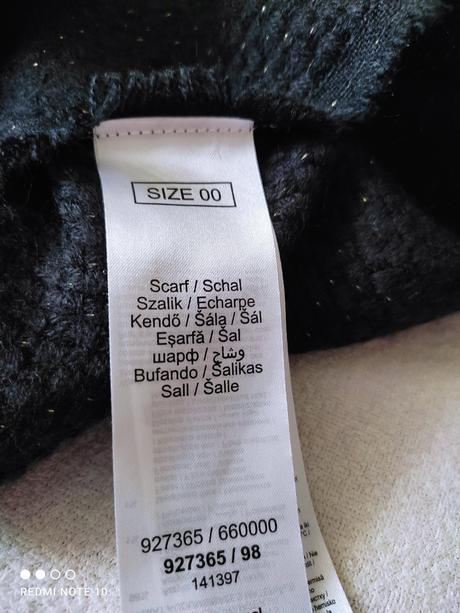 SIZE 00
Scarf / Schal
Szalik / Echarpe
Kendő / Šála / Šál
Eșarfă / Šal
шарф / وشاح
Bufando / Šalikas
Sall / Šalle
927365 / 660000
927365 / 98
141397
REDMI NOTE 10